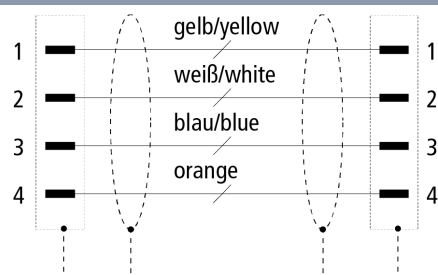 gelb/yellow
1 1
weiß/white
2 2
blau/blue
3 3
orange
4 4